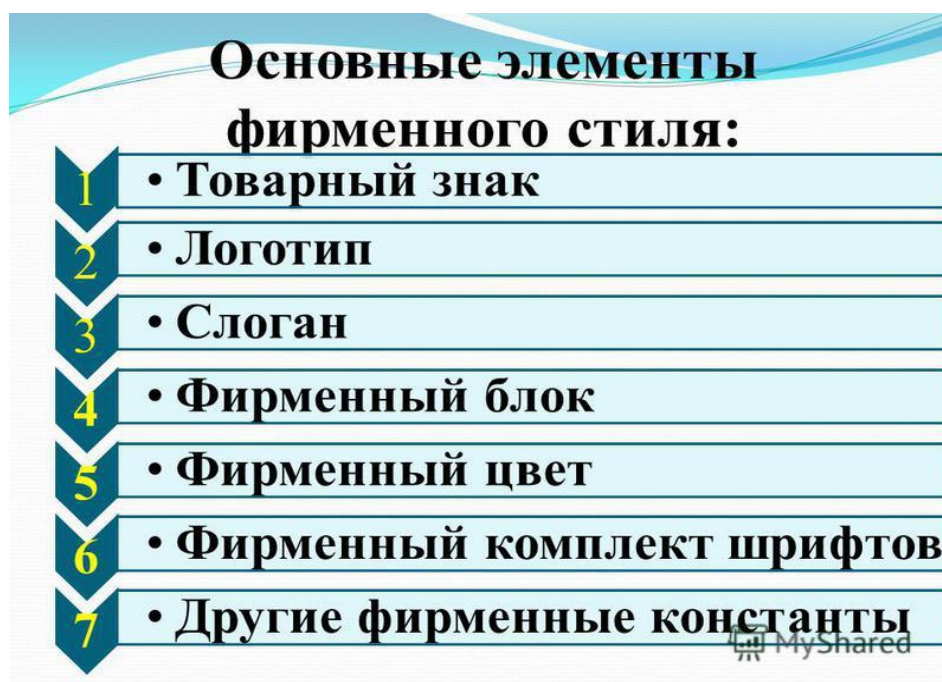 Основные элементы
фирменного стиля:
1 • Товарный знак
2 • Логотип
3 • Слоган
4 • Фирменный блок
5 • Фирменный цвет
6 • Фирменный комплект шрифтов
7 • Другие фирменные константы
MyShared